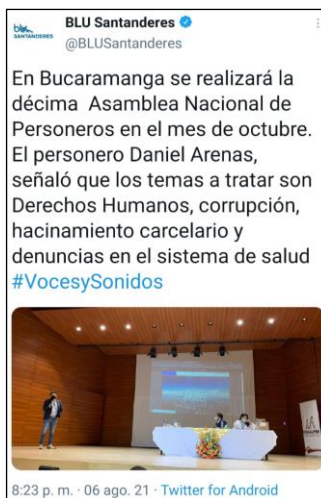 BLU Santanderes
@BLUSantanderes
En Bucaramanga se realizará la
décima Asamblea Nacional de
Personeros en el mes de octubre.
El personero Daniel Arenas,
señaló que los temas a tratar son
Derechos Humanos, corrupción,
hacinamiento carcelario y
denuncias en el sistema de salud
#VocesySonidos
8:23 p. m. · 06 ago. 21 · Twitter for Android